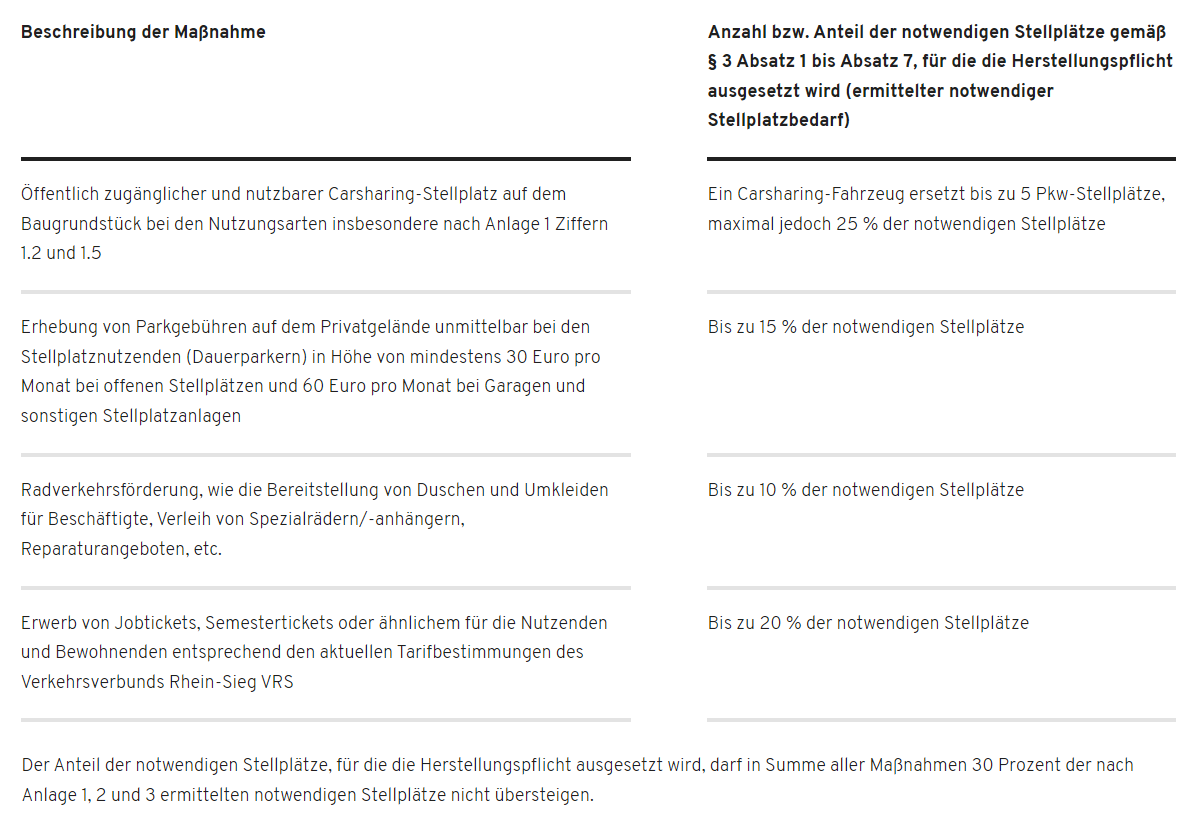 Beschreibung der Maßnahme
Anzahl bzw. Anteil der notwendigen Stellplätze gemäß
§ 3 Absatz 1 bis Absatz 7, für die die Herstellungspflicht
ausgesetzt wird (ermittelter notwendiger
Stellplatzbedarf)
Öffentlich zugänglicher und nutzbarer Carsharing-Stellplatz auf dem
Baugrundstück bei den Nutzungsarten insbesondere nach Anlage 1 Ziffern
1.2 und 1.5
Ein Carsharing-Fahrzeug ersetzt bis zu 5 Pkw-Stellplätze,
maximal jedoch 25 % der notwendigen Stellplätze
Erhebung von Parkgebühren auf dem Privatgelände unmittelbar bei den
Stellplatznutzenden (Dauerparkern) in Höhe von mindestens 30 Euro pro
Monat bei offenen Stellplätzen und 60 Euro pro Monat bei Garagen und
sonstigen Stellplatzanlagen
Bis zu 15 % der notwendigen Stellplätze
Radverkehrsförderung, wie die Bereitstellung von Duschen und Umkleiden
für Beschäftigte, Verleih von Spezialrädern/-anhängern,
Reparaturangeboten, etc.
Bis zu 10 % der notwendigen Stellplätze
Erwerb von Jobtickets, Semestertickets oder ähnlichem für die Nutzenden
und Bewohnenden entsprechend den aktuellen Tarifbestimmungen des
Verkehrsverbunds Rhein-Sieg VRS
Bis zu 20 % der notwendigen Stellplätze
Der Anteil der notwendigen Stellplätze, für die die Herstellungspflicht ausgesetzt wird, darf in Summe aller Maßnahmen 30 Prozent der nach
Anlage 1, 2 und 3 ermittelten notwendigen Stellplätze nicht übersteigen.